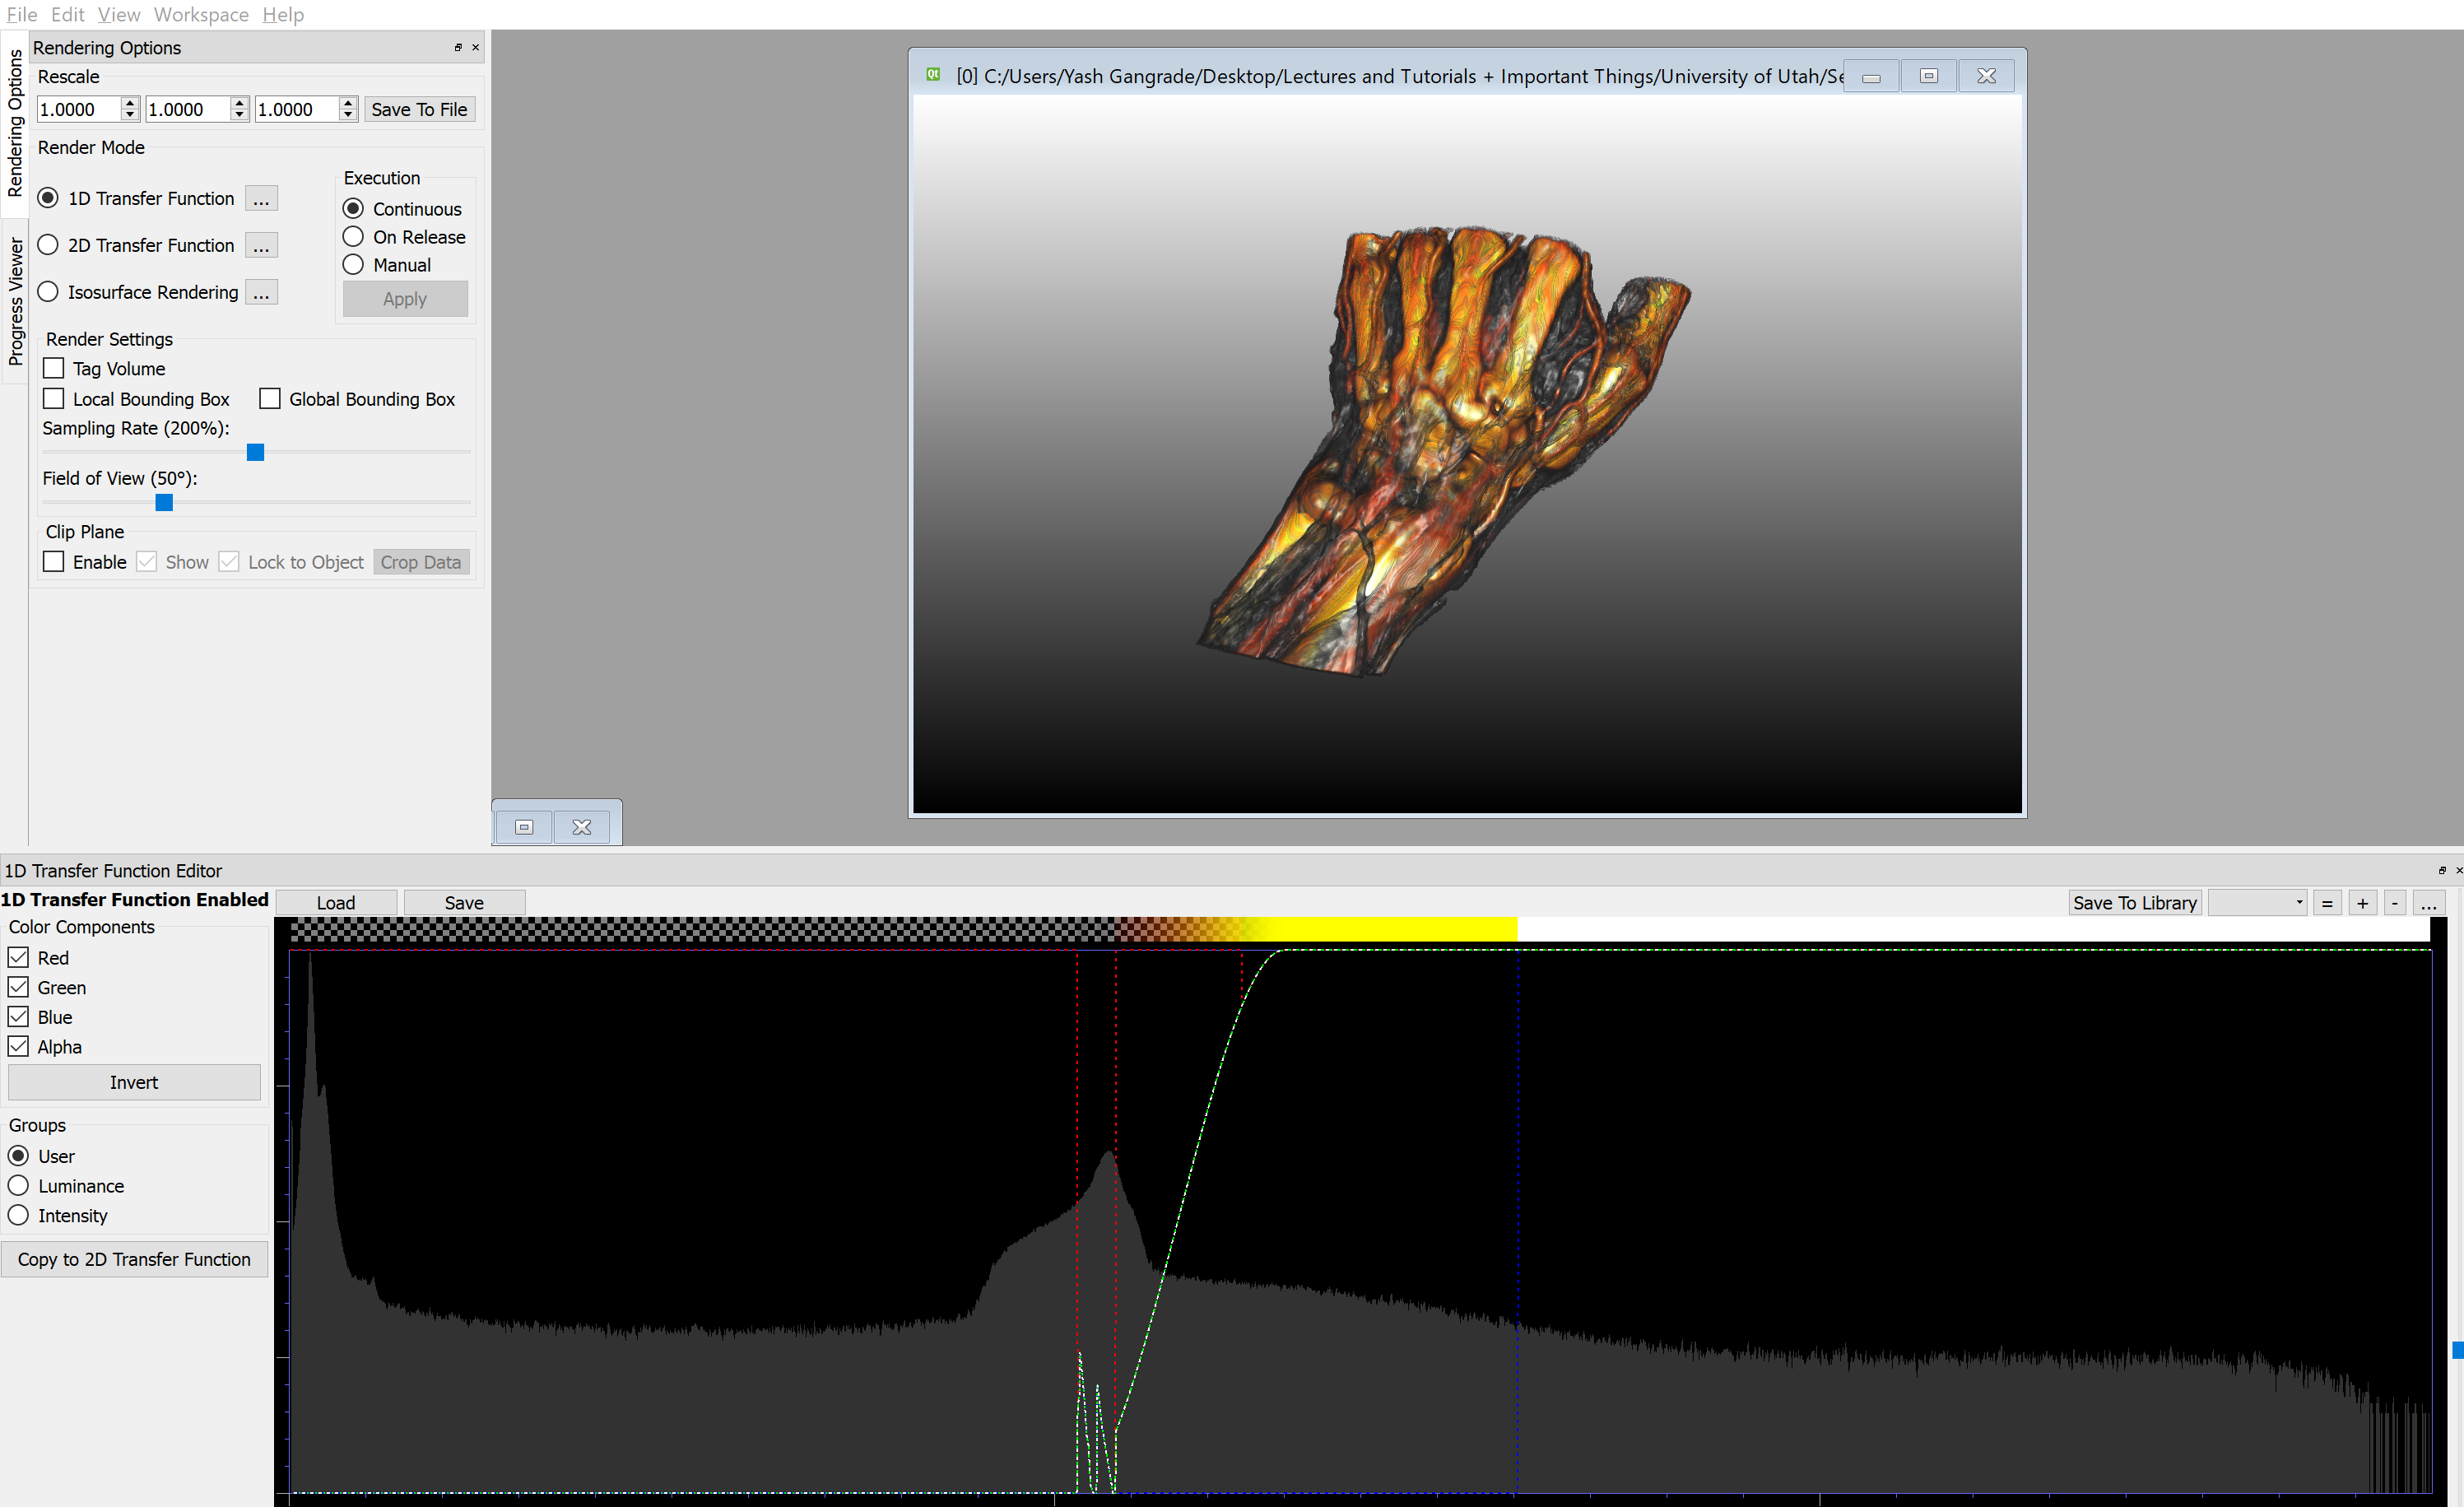 File Edit View Workspace Help
Rendering Options
Progress Viewer
Rendering Options
Rescale
1.0000 1.0000 1.0000 Save To File
Render Mode
1D Transfer Function ...
2D Transfer Function ...
Isosurface Rendering ...
Execution
Continuous
On Release
Manual
Apply
Render Settings
Tag Volume
Local Bounding Box Global Bounding Box
Sampling Rate (200%):
Field of View (50°):
Clip Plane
Enable Show Lock to Object Crop Data
Qt [0] C:/Users/Yash Gangrade/Desktop/Lectures and Tutorials + Important Things/University of Utah/Se
1D Transfer Function Editor
1D Transfer Function Enabled Load Save Save To Library = + - ...
Color Components
Red
Green
Blue
Alpha
Invert
Groups
User
Luminance
Intensity
Copy to 2D Transfer Function